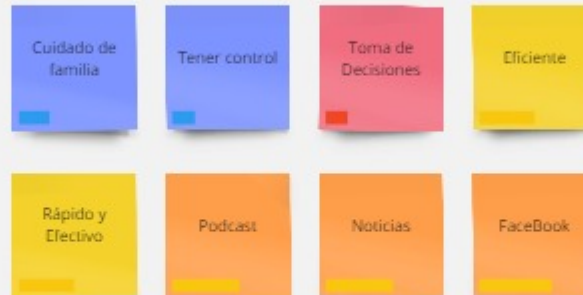 Cuidado de
familia
Tener control
Toma de
Decisiones
Eficiente
Rápido y
Efectivo
Podcast
Noticias
FaceBook